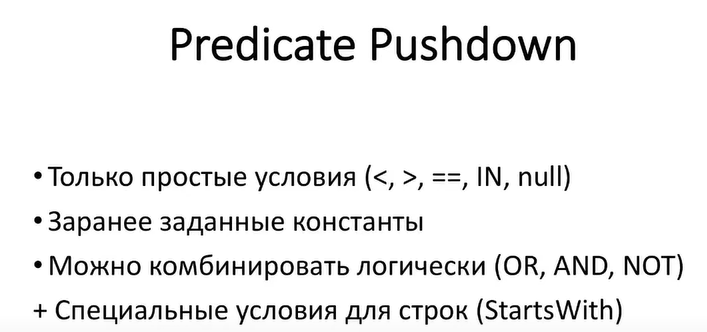 Predicate Pushdown
• Только простые условия (<, >, ==, IN, null)
• Заранее заданные константы
• Можно комбинировать логически (OR, AND, NOT)
+ Специальные условия для строк (StartsWith)